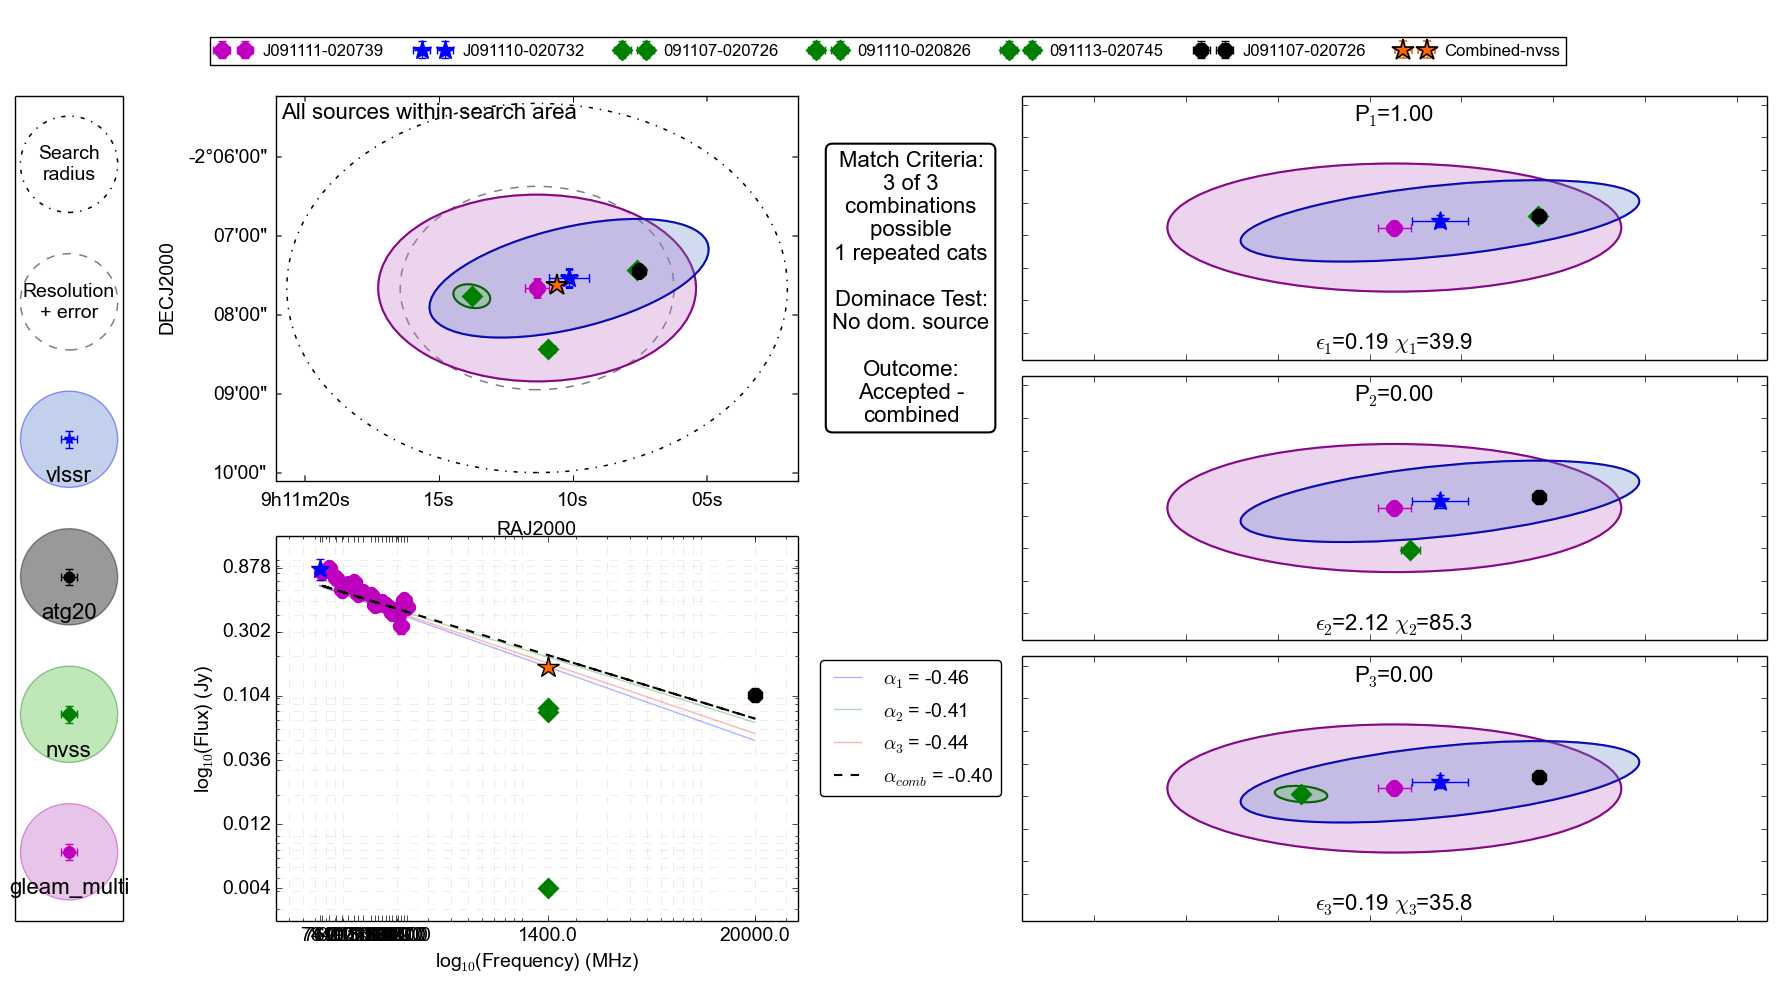 J091111-020739 J091110-020732 091107-020726 091110-020826 091113-020745 J091107-020726 Combined-nvss
Search
radius
Resolution
+ error
vlssr
atg20
nvss
gleam_multi
All sources within search area
DECJ2000
-2°06'00"
07'00"
08'00"
09'00"
10'00"
9h11m20s 15s 10s 05s
RAJ2000
log10(Flux) (Jy)
0.878
0.302
0.104
0.036
0.012
0.004
1400.0 20000.0
log10(Frequency) (MHz)
Match Criteria:
3 of 3
combinations
possible
1 repeated cats
Dominace Test:
No dom. source
Outcome:
Accepted -
combined
α1 = -0.46
α2 = -0.41
α3 = -0.44
αcomb = -0.40
P1=1.00
ϵ1=0.19 χ1=39.9
P2=0.00
ϵ2=2.12 χ2=85.3
P3=0.00
ϵ3=0.19 χ3=35.8